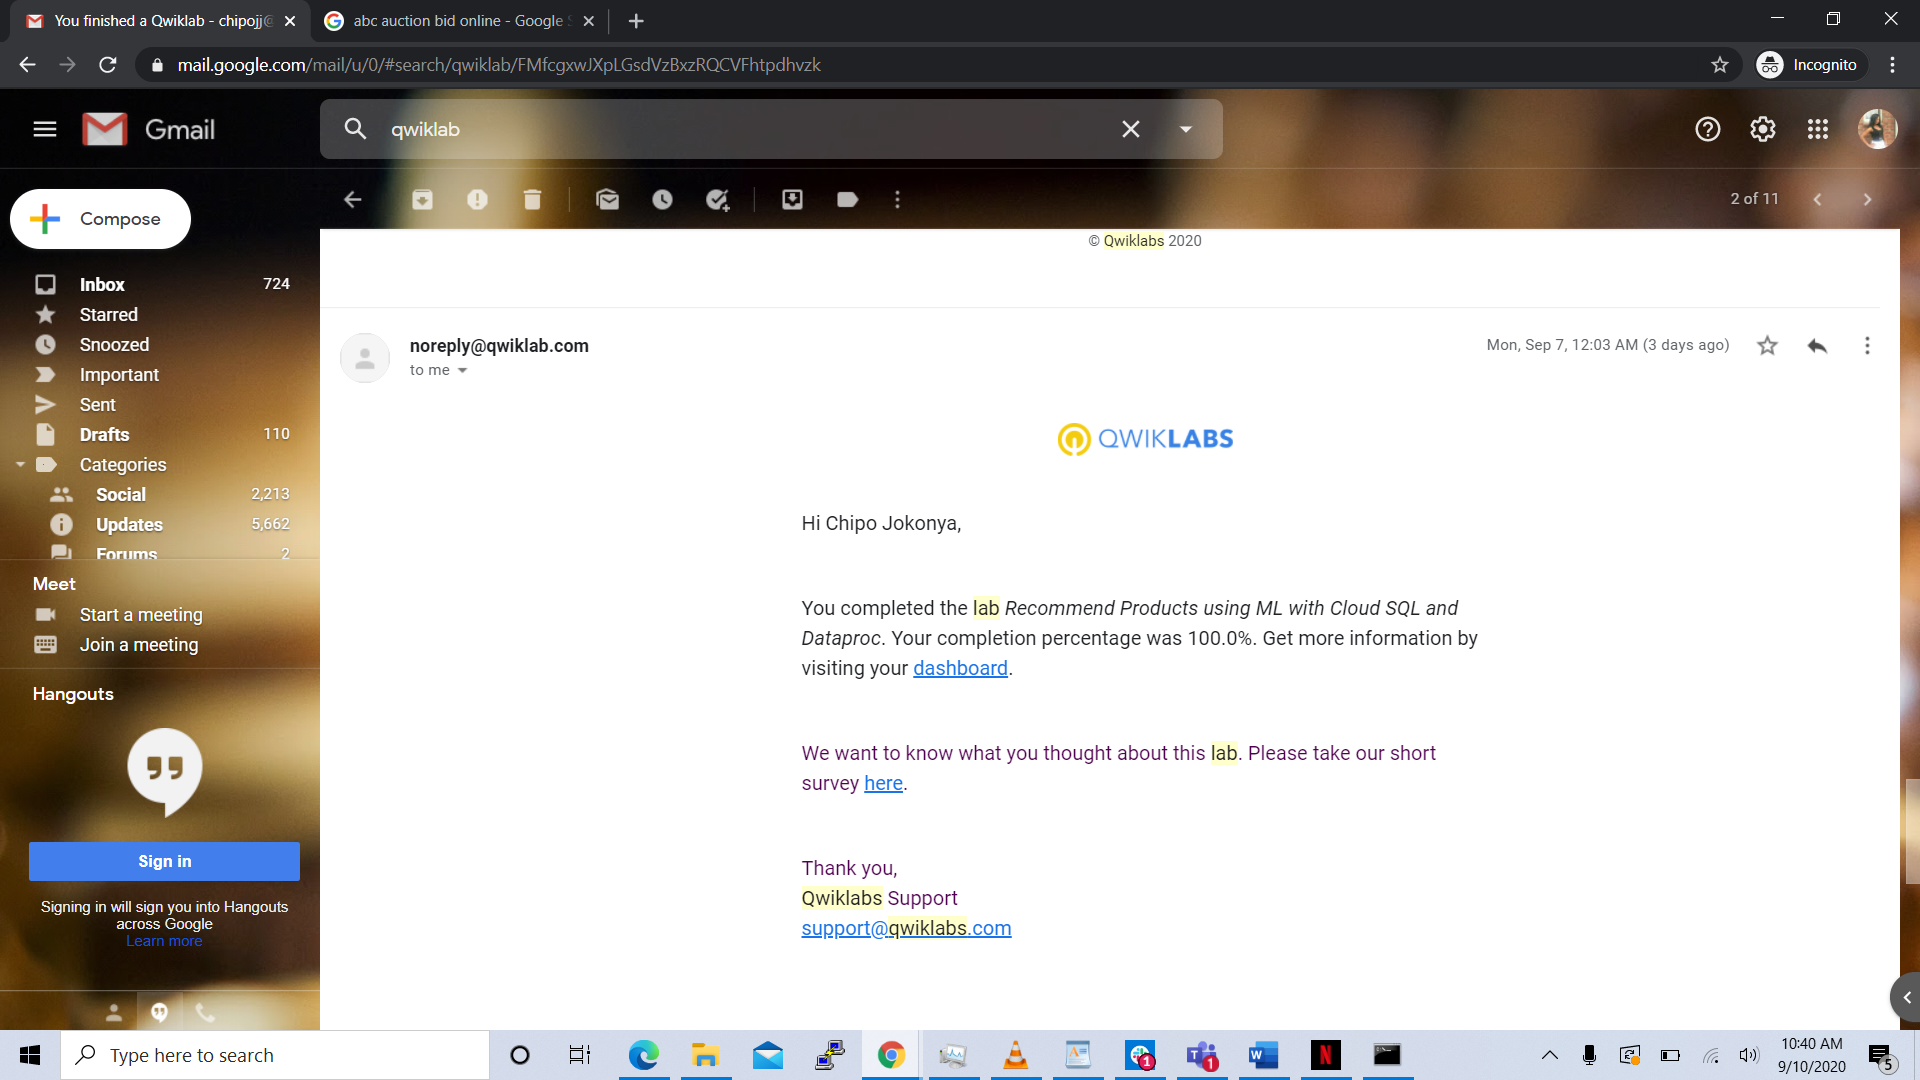 You finished a Qwiklab - chipojj@
abc auction bid online - Google S
mail.google.com/mail/u/0/#search/qwiklab/FMfcgxwJXpLGsdVzBxzRQCVFhtpdhvzk
Incognito
Gmail
qwiklab
Compose
2 of 11
Inbox 724
Starred
Snoozed
Important
Sent
Drafts 110
Categories
Social 2,213
Updates 5,662
Forums 2
Meet
Start a meeting
Join a meeting
Hangouts
Sign in
Signing in will sign you into Hangouts
across Google
Learn more
© Qwiklabs 2020
noreply@qwiklab.com
to me
Mon, Sep 7, 12:03 AM (3 days ago)
QWIKLABS
Hi Chipo Jokonya,
You completed the lab Recommend Products using ML with Cloud SQL and
Dataproc. Your completion percentage was 100.0%. Get more information by
visiting your dashboard.
We want to know what you thought about this lab. Please take our short
survey here.
Thank you,
Qwiklabs Support
support@qwiklabs.com
Type here to search
1
1
10:40 AM
9/10/2020
5